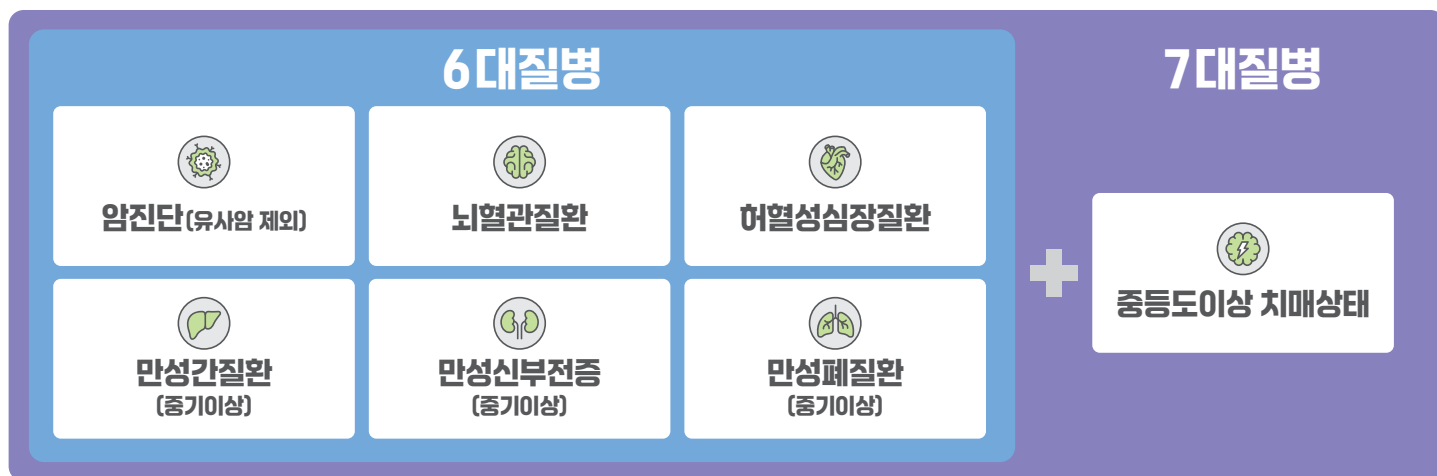 6대질병
7대질병
암진단(유사암 제외)
뇌혈관질환
허혈성심장질환
만성간질환
(중기이상)
만성신부전증
(중기이상)
만성폐질환
(중기이상)
중등도이상 치매상태